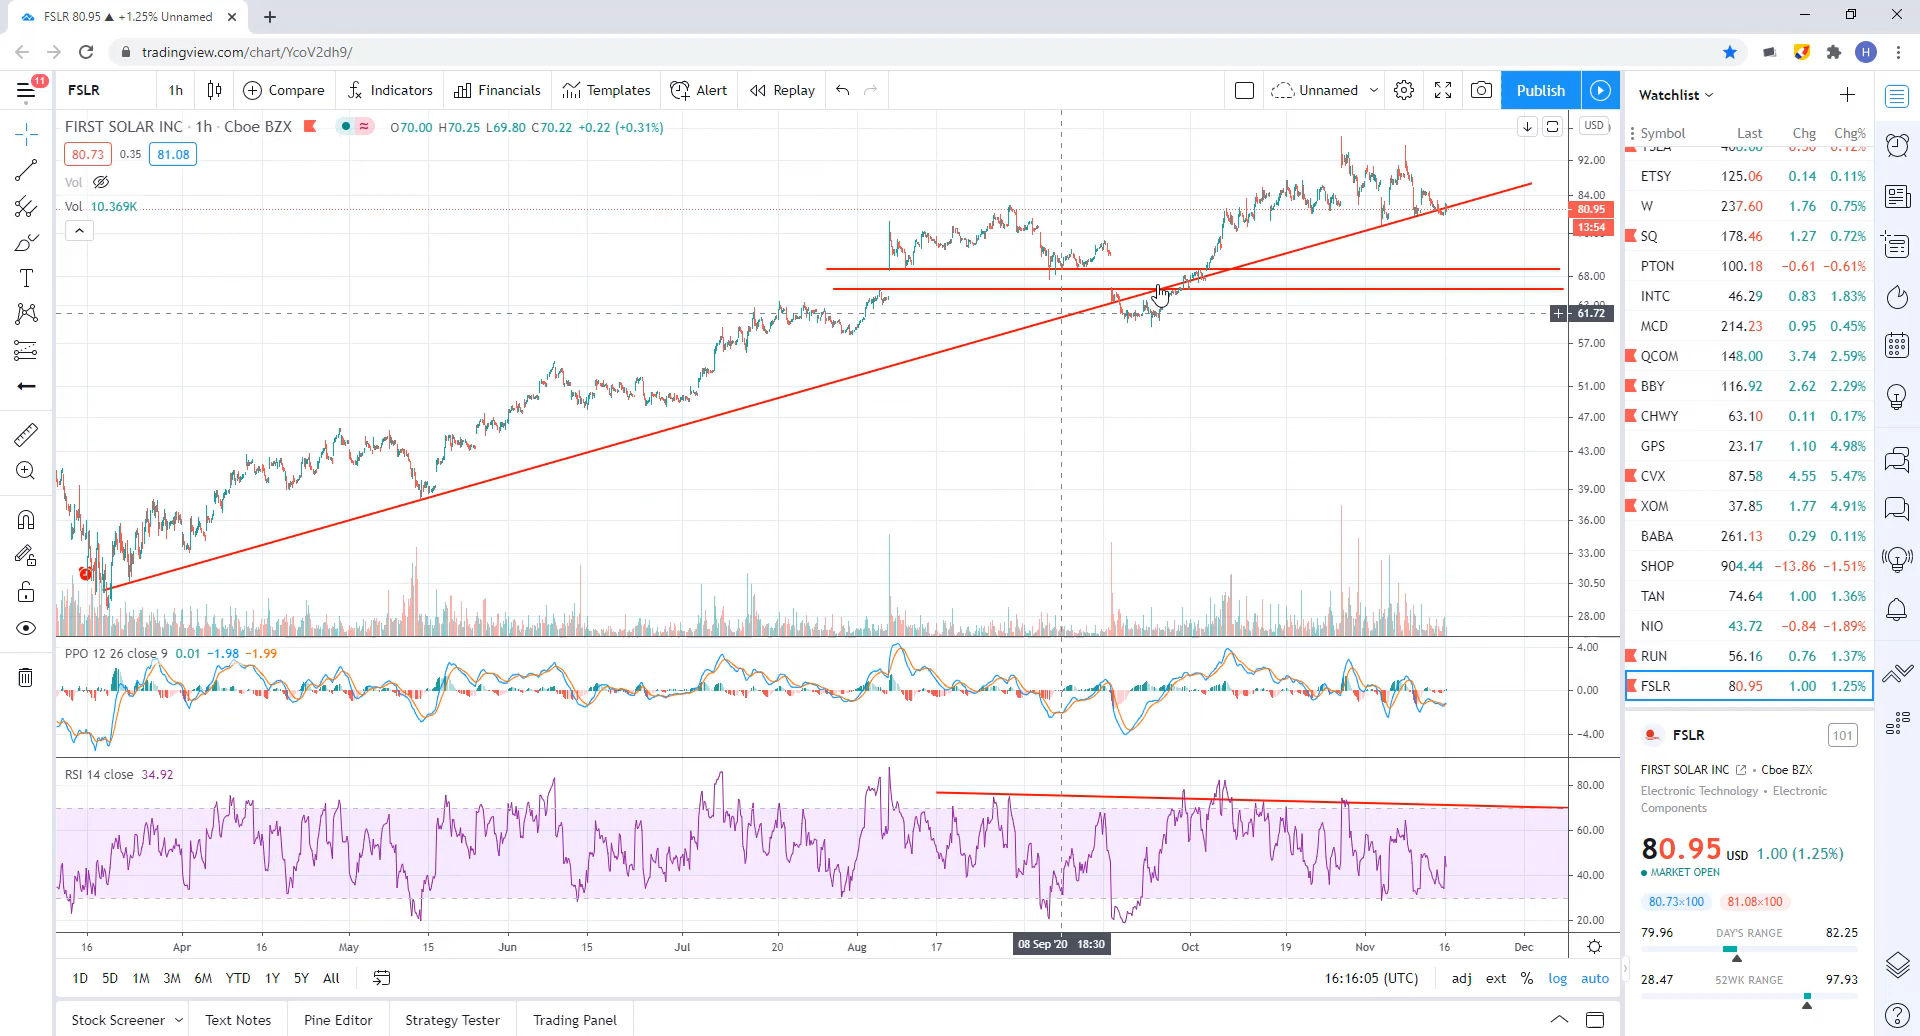 FSLR 80.95 ▲ +1.25% Unnamed
tradingview.com/chart/YcoV2dh9/
H
11
FSLR 1h Compare Indicators Financials Templates Alert Replay Unnamed Publish
FIRST SOLAR INC · 1h · Cboe BZX O70.00 H70.25 L69.80 C70.22 +0.22 (+0.31%)
80.73 0.35 81.08
Vol
Vol 10.369K
USD
92.00
84.00
80.95
13:54
68.00
61.72
57.00
51.00
47.00
43.00
39.00
36.00
33.00
30.50
28.00
PPO 12 26 close 9 0.01 −1.98 −1.99
4.00
0.00
−4.00
RSI 14 close 34.92
80.00
60.00
40.00
20.00
16 Apr 16 May 15 Jun 15 Jul 20 Aug 17 08 Sep '20 18:30 Oct 19 Nov 16 Dec
1D 5D 1M 3M 6M YTD 1Y 5Y All 16:16:05 (UTC) adj ext % log auto
Stock Screener Text Notes Pine Editor Strategy Tester Trading Panel
Watchlist
Symbol Last Chg Chg%
ETSY 125.06 0.14 0.11%
W 237.60 1.76 0.75%
SQ 178.46 1.27 0.72%
PTON 100.18 −0.61 −0.61%
INTC 46.29 0.83 1.83%
MCD 214.23 0.95 0.45%
QCOM 148.00 3.74 2.59%
BBY 116.92 2.62 2.29%
CHWY 63.10 0.11 0.17%
GPS 23.17 1.10 4.98%
CVX 87.58 4.55 5.47%
XOM 37.85 1.77 4.91%
BABA 261.13 0.29 0.11%
SHOP 904.44 −13.86 −1.51%
TAN 74.64 1.00 1.36%
NIO 43.72 −0.84 −1.89%
RUN 56.16 0.76 1.37%
FSLR 80.95 1.00 1.25%
FSLR 101
FIRST SOLAR INC • Cboe BZX
Electronic Technology • Electronic
Components
80.95 USD 1.00 (1.25%)
MARKET OPEN
80.73×100 81.08×100
79.96 DAY'S RANGE 82.25
28.47 52WK RANGE 97.93